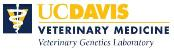 UCDAVIS
VETERINARY MEDICINE
Veterinary Genetics Laboratory